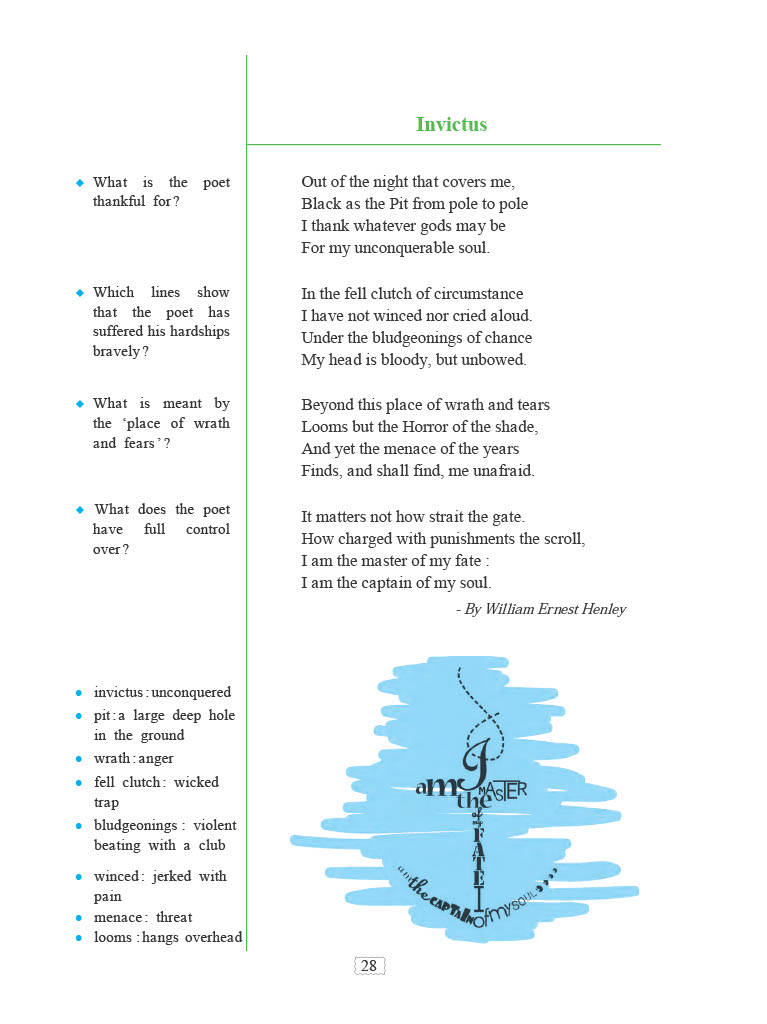 Invictus
What is the poet
thankful for?
Out of the night that covers me,
Black as the Pit from pole to pole
I thank whatever gods may be
For my unconquerable soul.
Which lines show
that the poet has
suffered his hardships
bravely?
In the fell clutch of circumstance
I have not winced nor cried aloud.
Under the bludgeonings of chance
My head is bloody, but unbowed.
What is meant by
the ‘place of wrath
and fears’?
Beyond this place of wrath and tears
Looms but the Horror of the shade,
And yet the menace of the years
Finds, and shall find, me unafraid.
What does the poet
have full control
over?
It matters not how strait the gate.
How charged with punishments the scroll,
I am the master of my fate :
I am the captain of my soul.
- By William Ernest Henley
invictus : unconquered
pit : a large deep hole
in the ground
wrath : anger
fell clutch : wicked
trap
bludgeonings : violent
beating with a club
winced : jerked with
pain
menace : threat
looms : hangs overhead
I
am
the
MASTER
of
my
FATE
I
am
the
CAPTAIN
of my SOUL
28